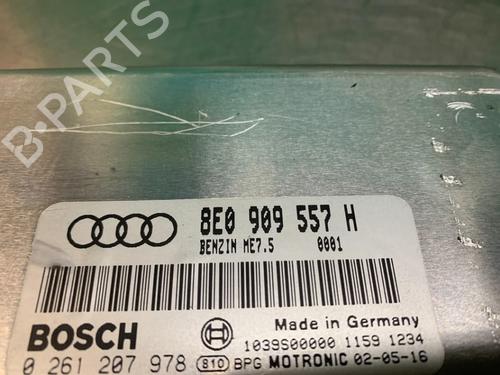 B-PARTS
8E0 909 557 H
BENZIN ME7.5 0001
Made in Germany
BOSCH
1039S00000 1159 1234
0 261 207 978 810 BPG MOTRONIC 02-05-16